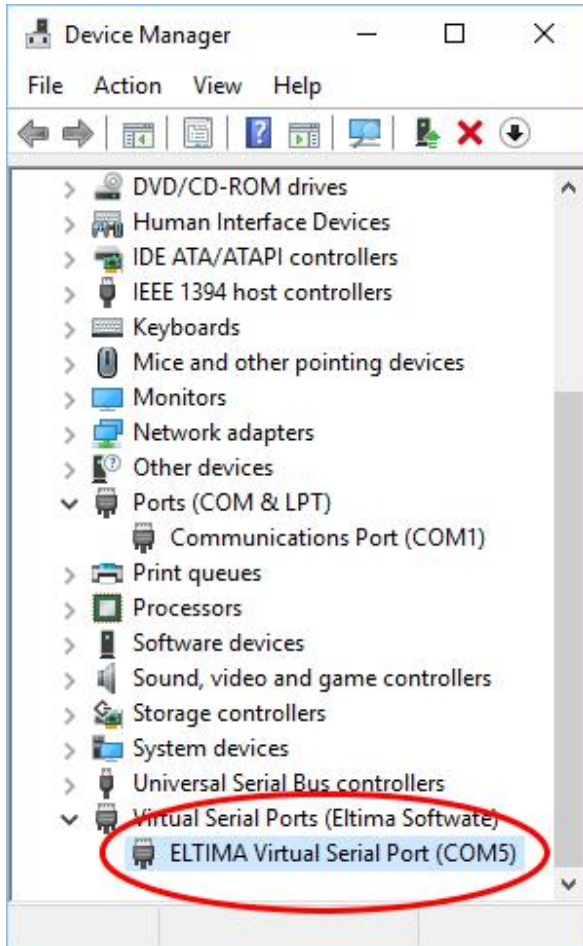 Device Manager
File Action View Help
DVD/CD-ROM drives
Human Interface Devices
IDE ATA/ATAPI controllers
IEEE 1394 host controllers
Keyboards
Mice and other pointing devices
Monitors
Network adapters
Other devices
Ports (COM & LPT)
Communications Port (COM1)
Print queues
Processors
Software devices
Sound, video and game controllers
Storage controllers
System devices
Universal Serial Bus controllers
Virtual Serial Ports (Eltima Softwate)
ELTIMA Virtual Serial Port (COM5)